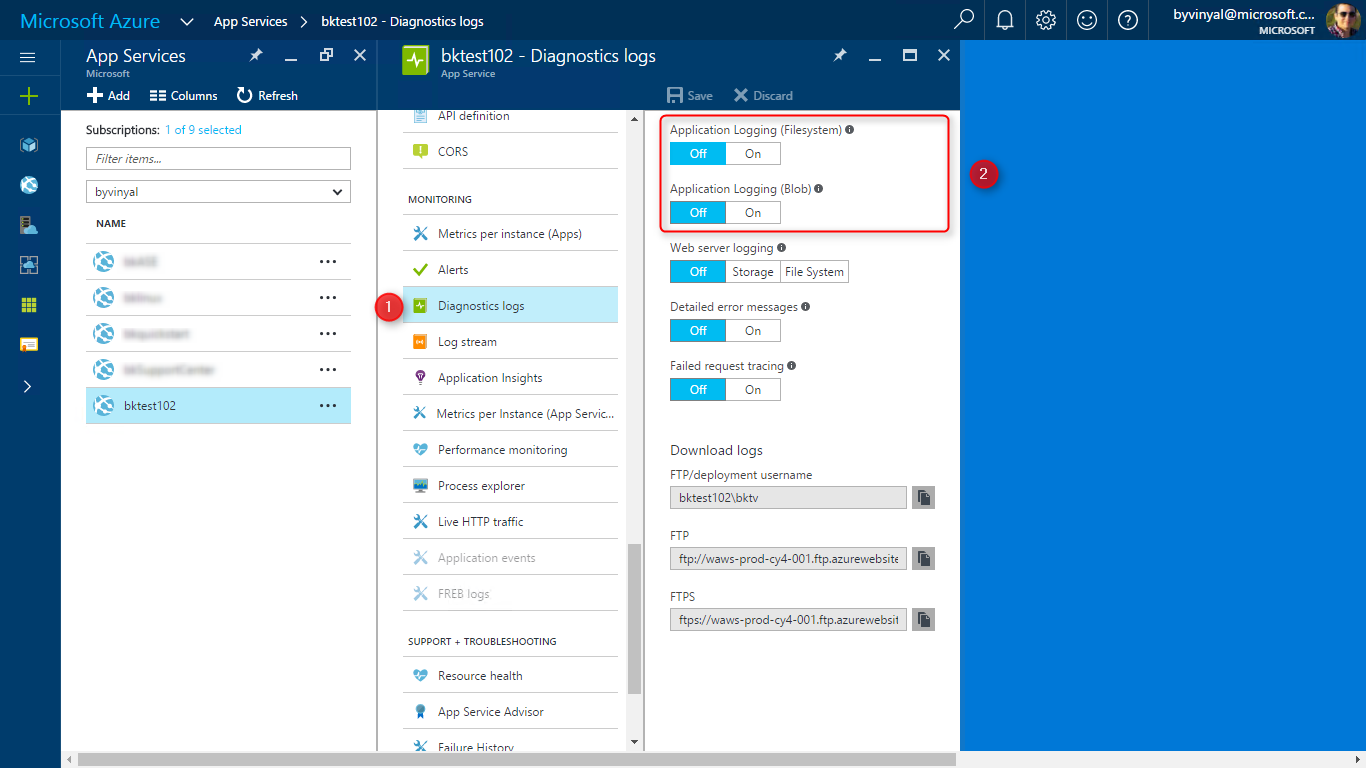 Microsoft Azure
App Services
bktest102 - Diagnostics logs
byvinyal@microsoft.c...
MICROSOFT
App Services
Microsoft
Add
Columns
Refresh
Subscriptions: 1 of 9 selected
Filter items...
byvinyal
NAME
bktest102
bktest102 - Diagnostics logs
App Service
Save
Discard
API definition
CORS
MONITORING
Metrics per instance (Apps)
Alerts
1
Diagnostics logs
Log stream
Application Insights
Metrics per Instance (App Servic...
Performance monitoring
Process explorer
Live HTTP traffic
Application events
FREB logs
SUPPORT + TROUBLESHOOTING
Resource health
App Service Advisor
Failure History
Application Logging (Filesystem)
Off On
Application Logging (Blob)
Off On
2
Web server logging
Off Storage File System
Detailed error messages
Off On
Failed request tracing
Off On
Download logs
FTP/deployment username
bktest102\bktv
FTP
ftp://waws-prod-cy4-001.ftp.azurewebsite
FTPS
ftps://waws-prod-cy4-001.ftp.azurewebsit